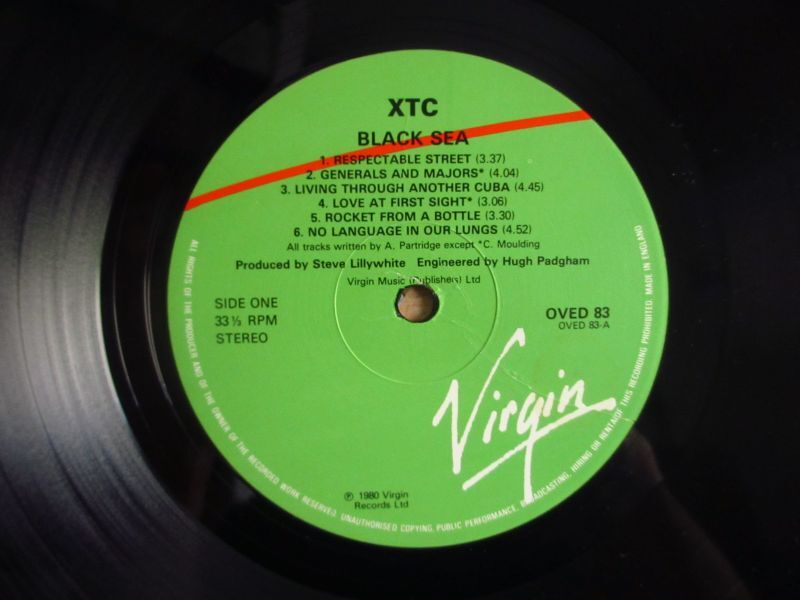 XTC
BLACK SEA
1. RESPECTABLE STREET (3.37)
2. GENERALS AND MAJORS* (4.04)
3. LIVING THROUGH ANOTHER CUBA (4.45)
4. LOVE AT FIRST SIGHT* (3.06)
5. ROCKET FROM A BOTTLE (3.30)
6. NO LANGUAGE IN OUR LUNGS (4.52)
All tracks written by A. Partridge except *C. Moulding
Produced by Steve Lillywhite Engineered by Hugh Padgham
Virgin Music (Publishers) Ltd
SIDE ONE
33⅓ RPM
STEREO
OVED 83
OVED 83-A
Virgin
℗ 1980 Virgin
Records Ltd
ALL RIGHTS OF THE PRODUCER AND OF THE OWNER OF THE RECORDED WORK RESERVED. UNAUTHORISED COPYING, PUBLIC PERFORMANCE, BROADCASTING, HIRING OR RENTAL OF THIS RECORDING PROHIBITED. MADE IN ENGLAND